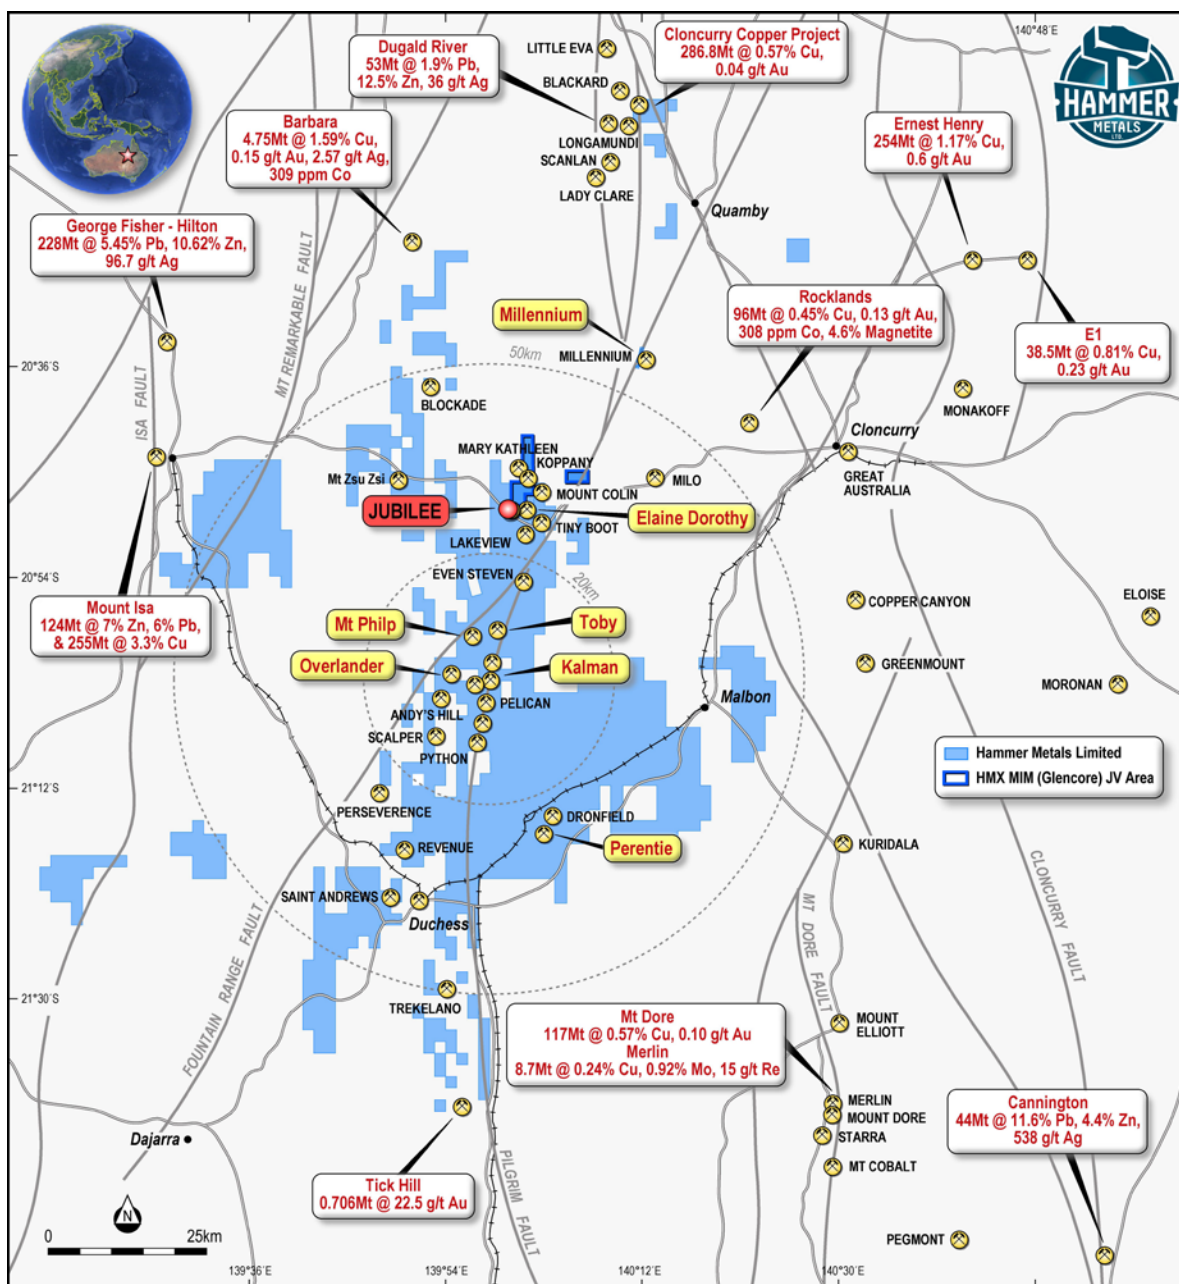 140°48'E
HAMMER
METALS
LTD.
Dugald River
53Mt @ 1.9% Pb,
12.5% Zn, 36 g/t Ag
Cloncurry Copper Project
286.8Mt @ 0.57% Cu,
0.04 g/t Au
LITTLE EVA
BLACKARD
LONGAMUNDI
SCANLAN
LADY CLARE
Barbara
4.75Mt @ 1.59% Cu,
0.15 g/t Au, 2.57 g/t Ag,
309 ppm Co
Ernest Henry
254Mt @ 1.17% Cu,
0.6 g/t Au
Quamby
George Fisher - Hilton
228Mt @ 5.45% Pb, 10.62% Zn,
96.7 g/t Ag
MT REMARKABLE FAULT
Rocklands
96Mt @ 0.45% Cu, 0.13 g/t Au,
308 ppm Co, 4.6% Magnetite
E1
38.5Mt @ 0.81% Cu,
0.23 g/t Au
Millennium
MILLENNIUM
50km
20°36'S
ISA FAULT
BLOCKADE
MONAKOFF
Cloncurry
MARY KATHLEEN
KOPPANY
Mt Zsu Zsi
MOUNT COLIN
MILO
GREAT
AUSTRALIA
JUBILEE
Elaine Dorothy
TINY BOOT
LAKEVIEW
EVEN STEVEN
20km
20°54'S
Mount Isa
124Mt @ 7% Zn, 6% Pb,
& 255Mt @ 3.3% Cu
COPPER CANYON
ELOISE
Mt Philp
Toby
Overlander
Kalman
GREENMOUNT
MORONAN
ANDY'S HILL
PELICAN
Malbon
SCALPER
PYTHON
Hammer Metals Limited
HMX MIM (Glencore) JV Area
21°12'S
PERSEVERENCE
DRONFIELD
Perentie
REVENUE
KURIDALA
SAINT ANDREWS
Duchess
FOUNTAIN RANGE FAULT
MT DORE FAULT
CLONCURRY FAULT
21°30'S
TREKELANO
Mt Dore
117Mt @ 0.57% Cu, 0.10 g/t Au
Merlin
8.7Mt @ 0.24% Cu, 0.92% Mo, 15 g/t Re
MOUNT
ELLIOTT
MERLIN
MOUNT DORE
STARRA
MT COBALT
Cannington
44Mt @ 11.6% Pb, 4.4% Zn,
538 g/t Ag
Dajarra
Tick Hill
0.706Mt @ 22.5 g/t Au
PILGRIM FAULT
N
0
25km
PEGMONT
139°36'E
139°54'E
140°12'E
140°30'E